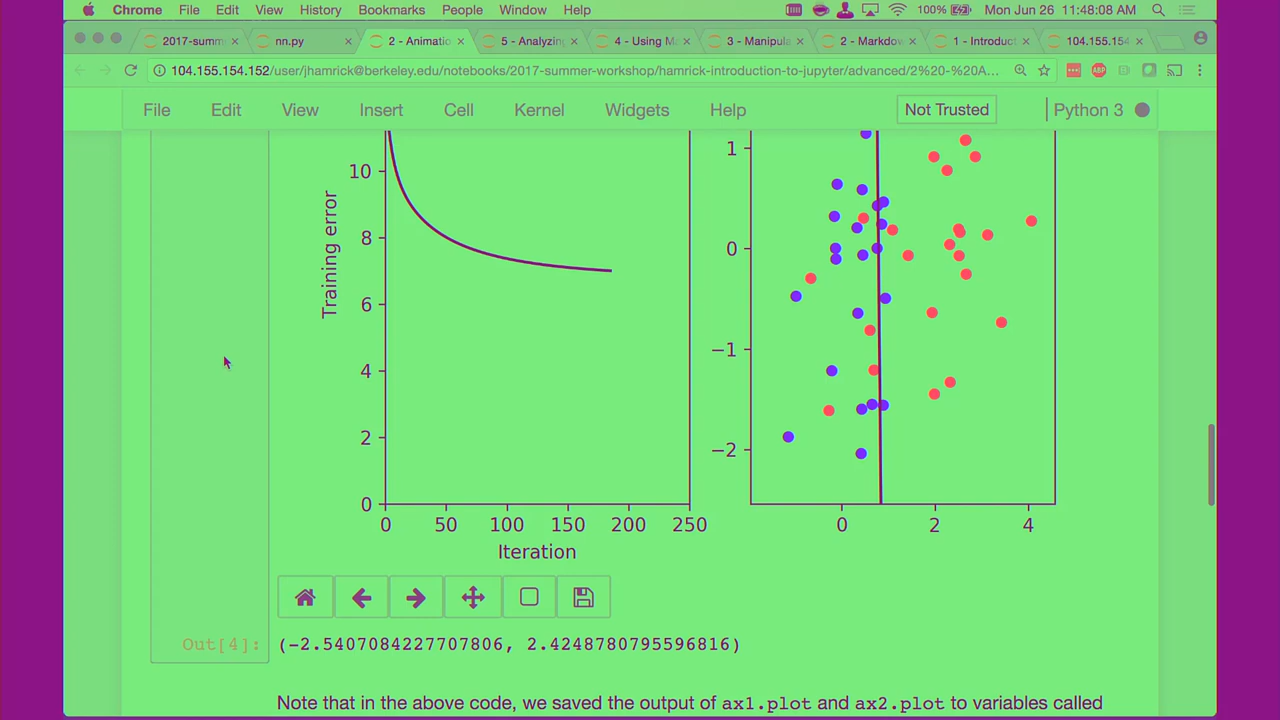 Chrome File Edit View History Bookmarks People Window Help 100% Mon Jun 26 11:48:08 AM
2017-summ nn.py 2 - Animatio 5 - Analyzing 4 - Using Mo 3 - Manipula 2 - Markdow 1 - Introduct 104.155.154
104.155.154.152/user/jhamrick@berkeley.edu/notebooks/2017-summer-workshop/hamrick-introduction-to-jupyter/advanced/2%20-%20A...
ABP
File Edit View Insert Cell Kernel Widgets Help Not Trusted Python 3
10
8
6
4
2
0
Training error
0 50 100 150 200 250
Iteration
1
0
−1
−2
0 2 4
Out[4]: (-2.5407084227707806, 2.4248780795596816)
Note that in the above code, we saved the output of ax1.plot and ax2.plot to variables called